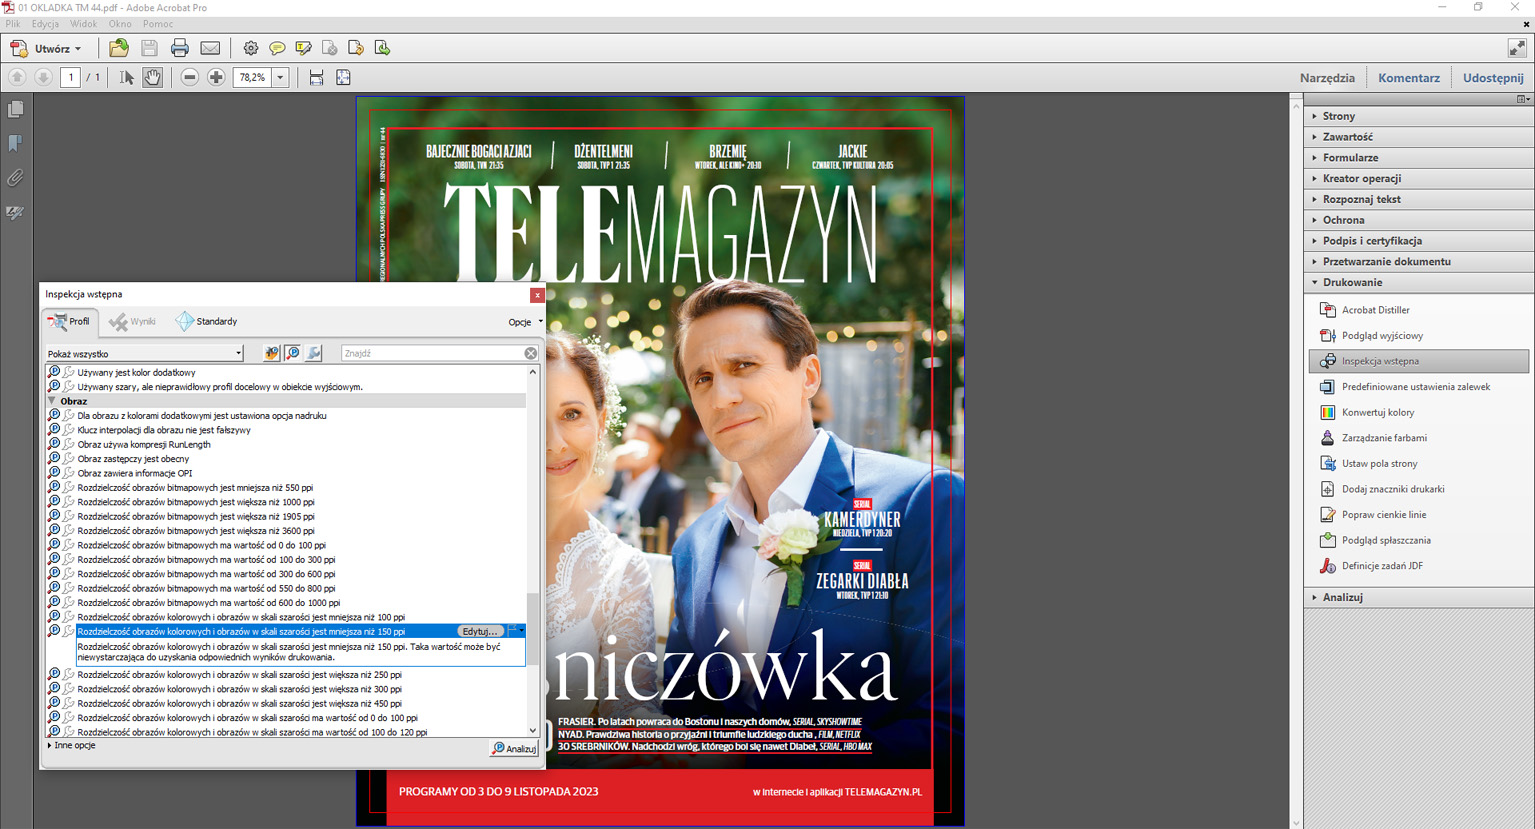 01 OKLADKA TM 44.pdf - Adobe Acrobat Pro
Plik Edycja Widok Okno Pomoc
Utwórz
1 / 1 78,2%
Narzędzia Komentarz Udostępnij
Strony
Zawartość
Formularze
Kreator operacji
Rozpoznaj tekst
Ochrona
Podpis i certyfikacja
Przetwarzanie dokumentu
Drukowanie
Acrobat Distiller
Podgląd wyjściowy
Inspekcja wstępna
Predefiniowane ustawienia zalewek
Konwertuj kolory
Zarządzanie farbami
Ustaw pola strony
Dodaj znaczniki drukarki
Popraw cienkie linie
Podgląd spłaszczania
Definicje zadań JDF
Analizuj
Inspekcja wstępna
Profil Wyniki Standardy
Opcje
Pokaż wszystko
Znajdź
Używany jest kolor dodatkowy
Używany szary, ale nieprawidłowy profil docelowy w obiekcie wyjściowym.
Obraz
Dla obrazu z kolorami dodatkowymi jest ustawiona opcja nadruku
Klucz interpolacji dla obrazu nie jest fałszywy
Obraz używa kompresji RunLength
Obraz zastępczy jest obecny
Obraz zawiera informacje OPI
Rozdzielczość obrazów bitmapowych jest mniejsza niż 550 ppi
Rozdzielczość obrazów bitmapowych jest większa niż 1000 ppi
Rozdzielczość obrazów bitmapowych jest większa niż 1905 ppi
Rozdzielczość obrazów bitmapowych jest większa niż 3600 ppi
Rozdzielczość obrazów bitmapowych ma wartość od 0 do 100 ppi
Rozdzielczość obrazów bitmapowych ma wartość od 100 do 300 ppi
Rozdzielczość obrazów bitmapowych ma wartość od 300 do 600 ppi
Rozdzielczość obrazów bitmapowych ma wartość od 550 do 800 ppi
Rozdzielczość obrazów bitmapowych ma wartość od 600 do 1000 ppi
Rozdzielczość obrazów kolorowych i obrazów w skali szarości jest mniejsza niż 100 ppi
Rozdzielczość obrazów kolorowych i obrazów w skali szarości jest mniejsza niż 150 ppi
Edytuj...
Rozdzielczość obrazów kolorowych i obrazów w skali szarości jest mniejsza niż 150 ppi. Taka wartość może być
niewystarczająca do uzyskania odpowiednich wyników drukowania.
Rozdzielczość obrazów kolorowych i obrazów w skali szarości jest większa niż 250 ppi
Rozdzielczość obrazów kolorowych i obrazów w skali szarości jest większa niż 300 ppi
Rozdzielczość obrazów kolorowych i obrazów w skali szarości jest większa niż 450 ppi
Rozdzielczość obrazów kolorowych i obrazów w skali szarości ma wartość od 0 do 100 ppi
Rozdzielczość obrazów kolorowych i obrazów w skali szarości ma wartość od 100 do 120 ppi
Inne opcje
Analizuj
BAJECZNIE BOGACI AZJACI
SOBOTA, TVN 21:35
DŻENTELMENI
SOBOTA, TVP 1 21:35
BRZEMIĘ
WTOREK, ALE KINO+ 20:10
JACKIE
CZWARTEK, TVP KULTURA 20:05
TELEMAGAZYN
SERIAL
KAMERDYNER
NIEDZIELA, TVP 1 20:20
SERIAL
ZEGARKI DIABŁA
WTOREK, TVP 1 21:10
niczówka
FRASIER. Po latach powraca do Bostonu i naszych domów, SERIAL, SKYSHOWTIME
NYAD. Prawdziwa historia o przyjaźni i triumfie ludzkiego ducha , FILM, NETFLIX
30 SREBRNIKÓW. Nadchodzi wróg, którego boi się nawet Diabeł, SERIAL, HBO MAX
PROGRAMY OD 3 DO 9 LISTOPADA 2023
w internecie i aplikacji TELEMAGAZYN.PL